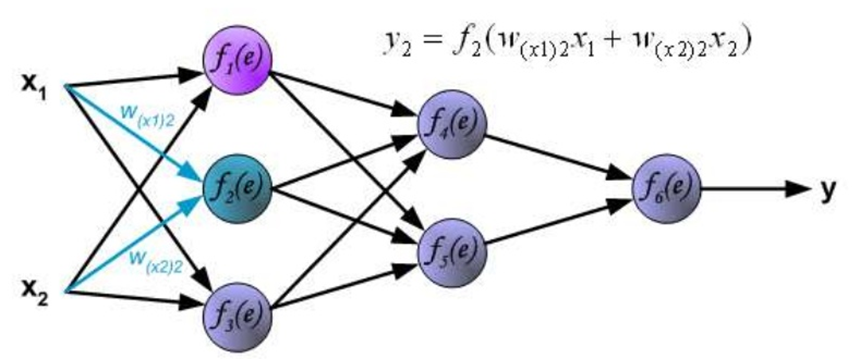 y₂ = f₂(w₍ₓ₁₎₂x₁ + w₍ₓ₂₎₂x₂)
f₁(e)
x₁
w₍ₓ₁₎₂
f₄(e)
f₂(e)
f₆(e)
y
w₍ₓ₂₎₂
f₅(e)
x₂
f₃(e)